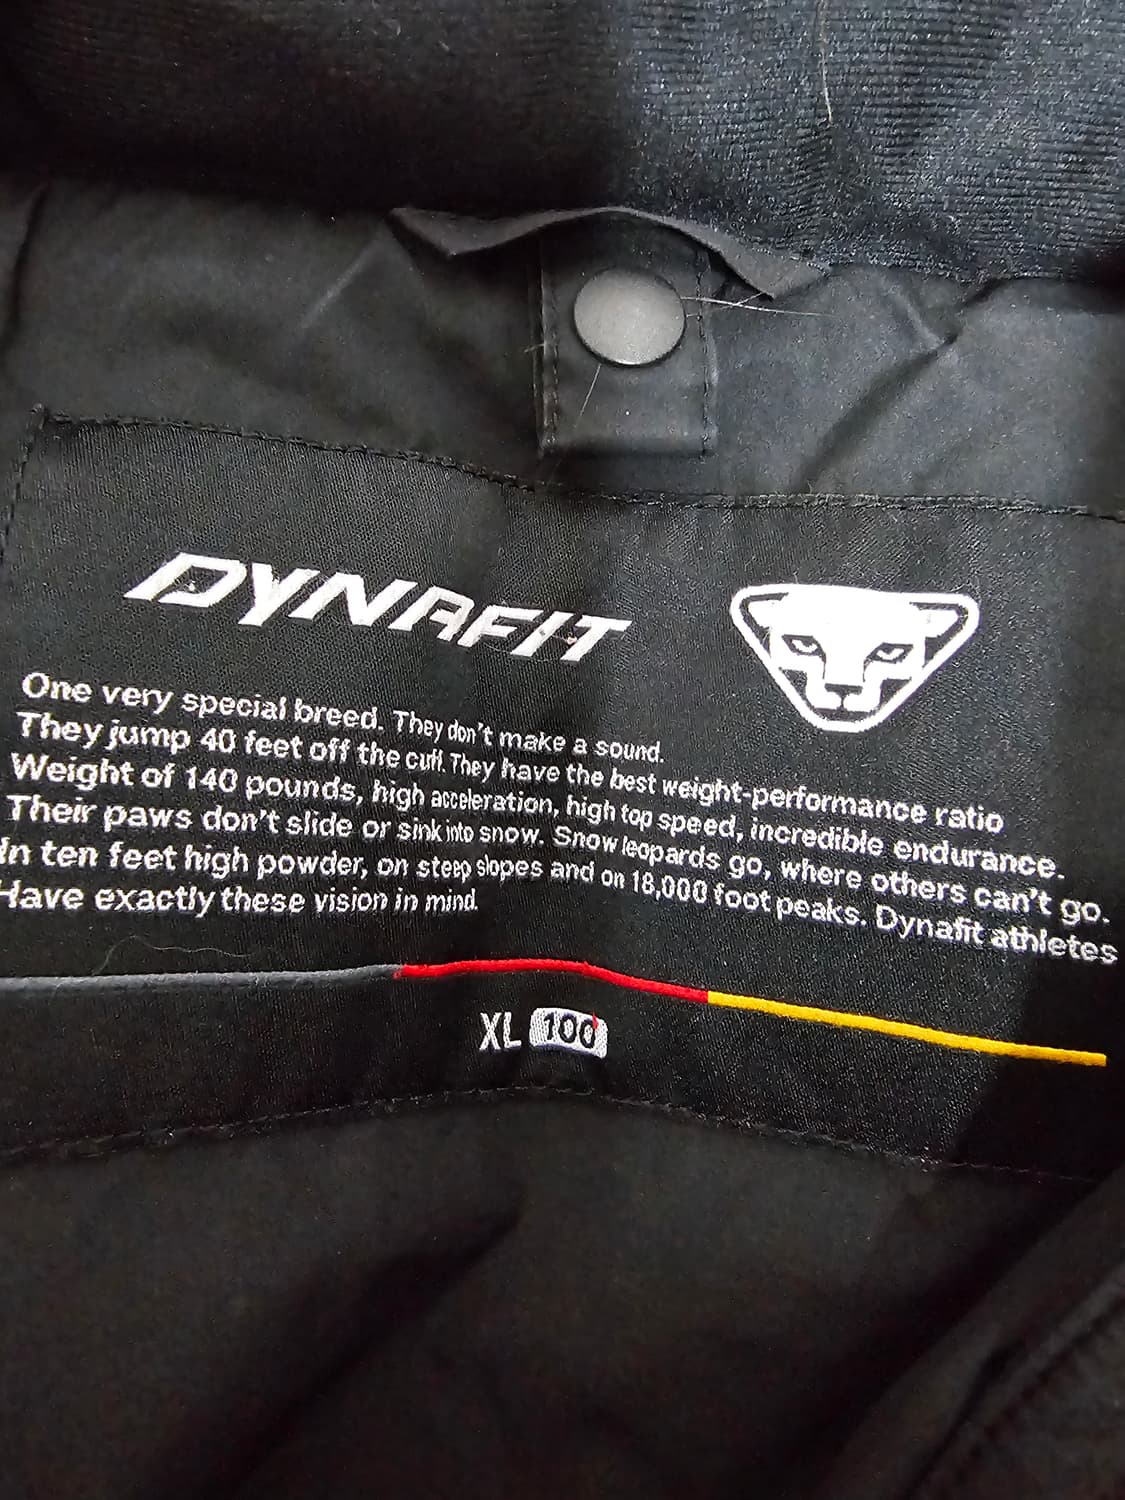 DYNAFIT
One very special breed. They don't make a sound.
They jump 40 feet off the cuff. They have the best weight-performance ratio
Weight of 140 pounds, high acceleration, high top speed, incredible endurance.
Their paws don't slide or sink into snow. Snow leopards go, where others can't go.
In ten feet high powder, on steep slopes and on 18,000 foot peaks. Dynafit athletes
Have exactly these vision in mind.
XL 100